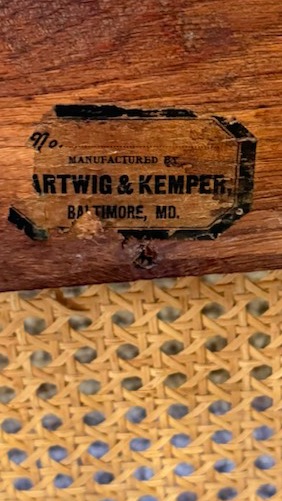 No.
MANUFACTURED BY
ARTWIG & KEMPER,
BALTIMORE, MD.